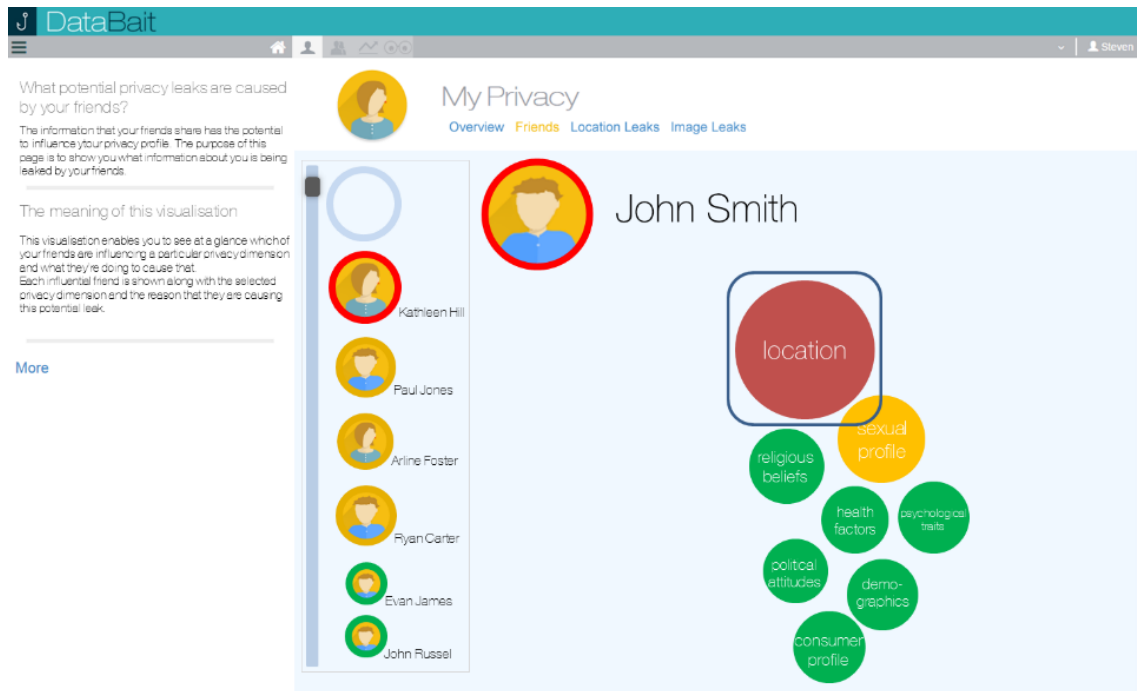 DataBait
Steven
What potential privacy leaks are caused
by your friends?
The information that your friends share has the potential
to influence ytour privacy profile. The purpose of this
page is to show you what information about you is being
leaked by your friends.
The meaning of this visualisation
This visualisation enables you to see at a glance which of
your friends are influencing a particular privacy dimension
and what they're doing to cause that.
Each influential friend is shown along with the selected
privacy dimension and the reason that they are causing
this potential leak.
More
My Privacy
Overview Friends Location Leaks Image Leaks
Kathleen Hill
Paul Jones
Arline Foster
Ryan Carter
Evan James
John Russel
John Smith
location
sexual
profile
religious
beliefs
health
factors
psychological
traits
politcal
attitudes
demo-
graphics
consumer
profile